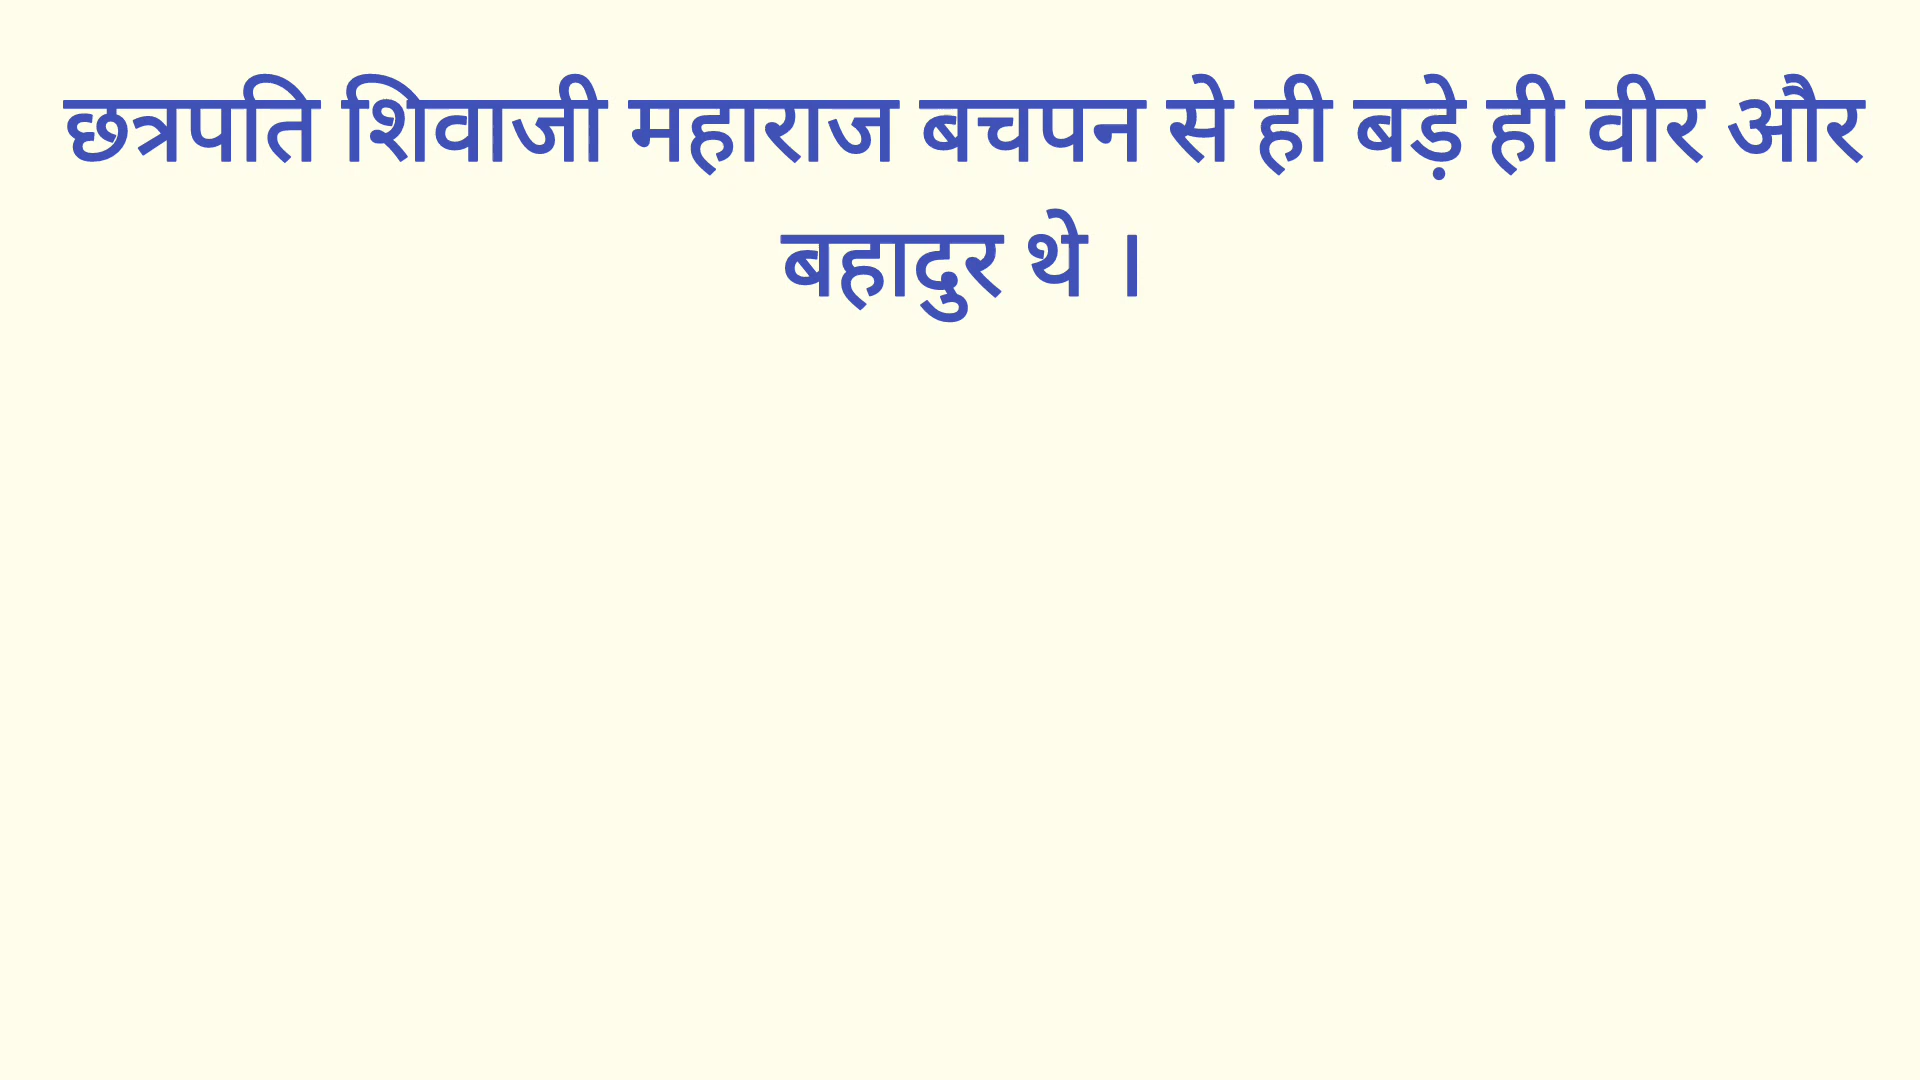 छत्रपति शिवाजी महाराज बचपन से ही बड़े ही वीर और
बहादुर थे ।